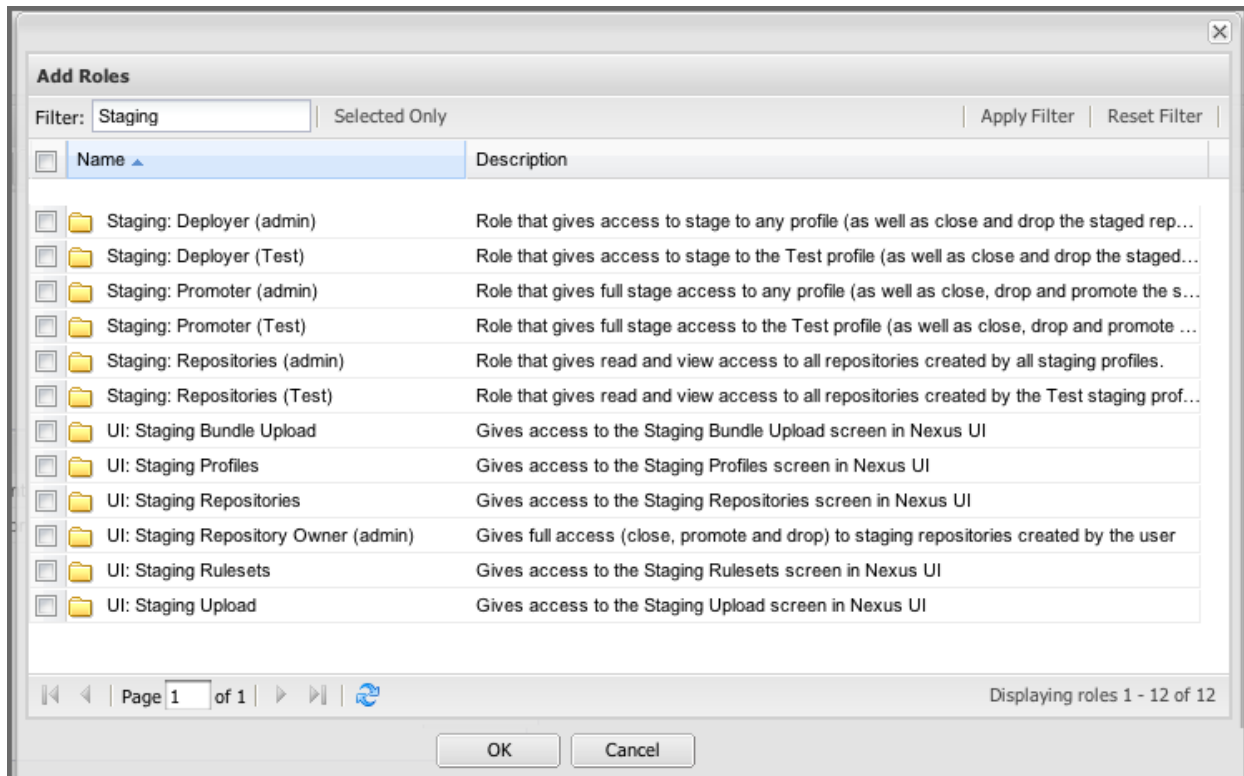 Add Roles
Filter: Staging Selected Only Apply Filter Reset Filter
Name Description
Staging: Deployer (admin) Role that gives access to stage to any profile (as well as close and drop the staged rep...
Staging: Deployer (Test) Role that gives access to stage to the Test profile (as well as close and drop the staged...
Staging: Promoter (admin) Role that gives full stage access to any profile (as well as close, drop and promote the s...
Staging: Promoter (Test) Role that gives full stage access to the Test profile (as well as close, drop and promote ...
Staging: Repositories (admin) Role that gives read and view access to all repositories created by all staging profiles.
Staging: Repositories (Test) Role that gives read and view access to all repositories created by the Test staging prof...
UI: Staging Bundle Upload Gives access to the Staging Bundle Upload screen in Nexus UI
UI: Staging Profiles Gives access to the Staging Profiles screen in Nexus UI
UI: Staging Repositories Gives access to the Staging Repositories screen in Nexus UI
UI: Staging Repository Owner (admin) Gives full access (close, promote and drop) to staging repositories created by the user
UI: Staging Rulesets Gives access to the Staging Rulesets screen in Nexus UI
UI: Staging Upload Gives access to the Staging Upload screen in Nexus UI
Page 1 of 1 Displaying roles 1 - 12 of 12
OK Cancel